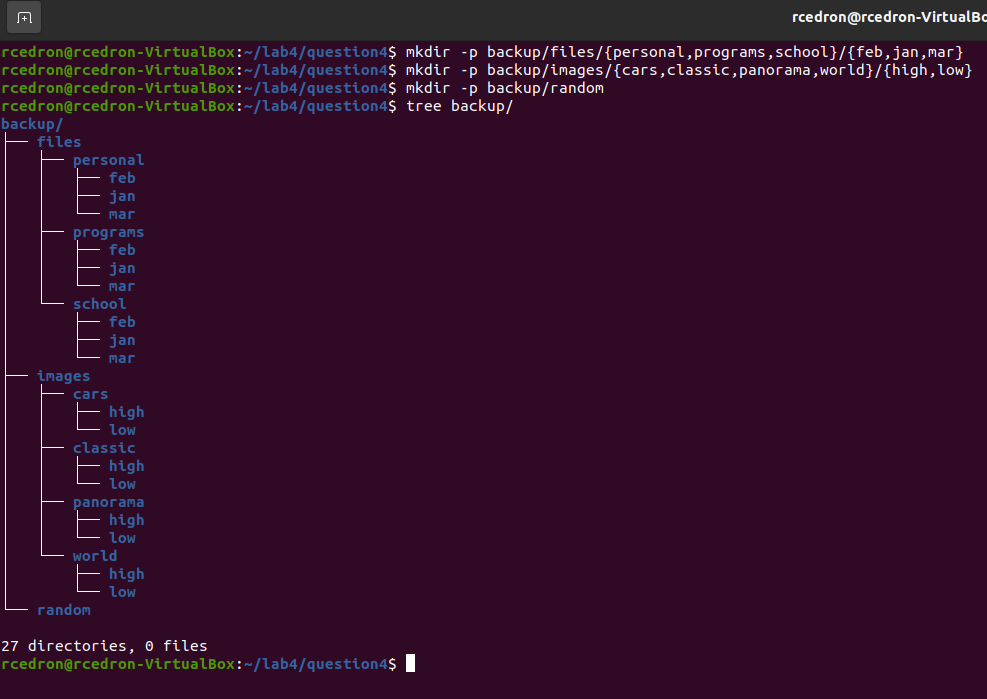 rcedron@rcedron-VirtualBo
rcedron@rcedron-VirtualBox:~/lab4/question4$ mkdir -p backup/files/{personal,programs,school}/{feb,jan,mar}
rcedron@rcedron-VirtualBox:~/lab4/question4$ mkdir -p backup/images/{cars,classic,panorama,world}/{high,low}
rcedron@rcedron-VirtualBox:~/lab4/question4$ mkdir -p backup/random
rcedron@rcedron-VirtualBox:~/lab4/question4$ tree backup/
backup/
├── files
│   ├── personal
│   │   ├── feb
│   │   ├── jan
│   │   └── mar
│   ├── programs
│   │   ├── feb
│   │   ├── jan
│   │   └── mar
│   └── school
│       ├── feb
│       ├── jan
│       └── mar
├── images
│   ├── cars
│   │   ├── high
│   │   └── low
│   ├── classic
│   │   ├── high
│   │   └── low
│   ├── panorama
│   │   ├── high
│   │   └── low
│   └── world
│       ├── high
│       └── low
└── random
27 directories, 0 files
rcedron@rcedron-VirtualBox:~/lab4/question4$